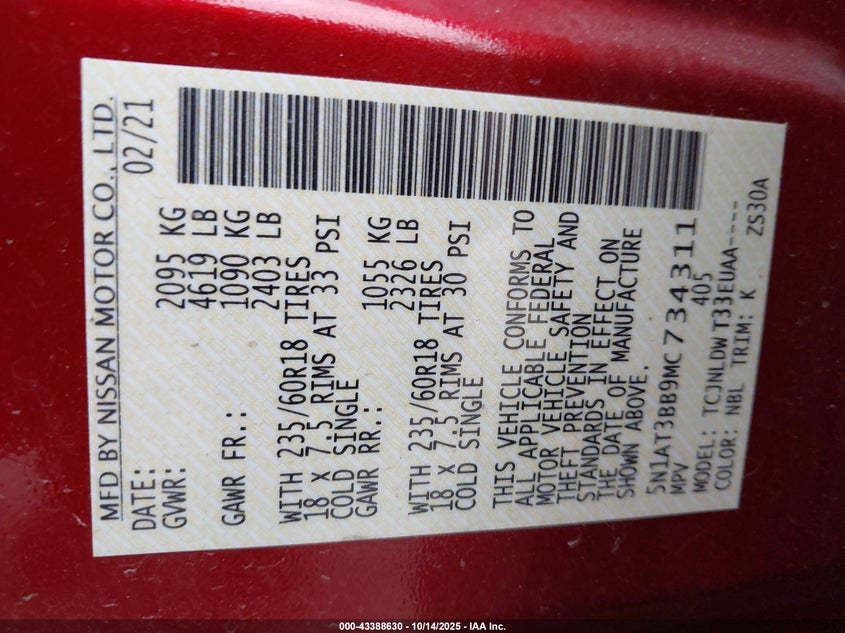 MFD BY NISSAN MOTOR CO., LTD.
DATE: 02/21
GVWR: 2095 KG
4619 LB
GAWR FR.: 1090 KG
2403 LB
WITH 235/60R18 TIRES
18 X 7.5 RIMS AT 33 PSI
COLD SINGLE
GAWR RR.: 1055 KG
2326 LB
WITH 235/60R18 TIRES
18 X 7.5 RIMS AT 30 PSI
COLD SINGLE
THIS VEHICLE CONFORMS TO
ALL APPLICABLE FEDERAL
MOTOR VEHICLE SAFETY AND
THEFT PREVENTION
STANDARDS IN EFFECT ON
THE DATE OF MANUFACTURE
SHOWN ABOVE.
5N1AT3BB9MC734311
MPV 405
MODEL: TCJNLDWT33EUAA----
COLOR: NBL TRIM: K ZS30A
000-43388630 - 10/14/2025 - IAA Inc.